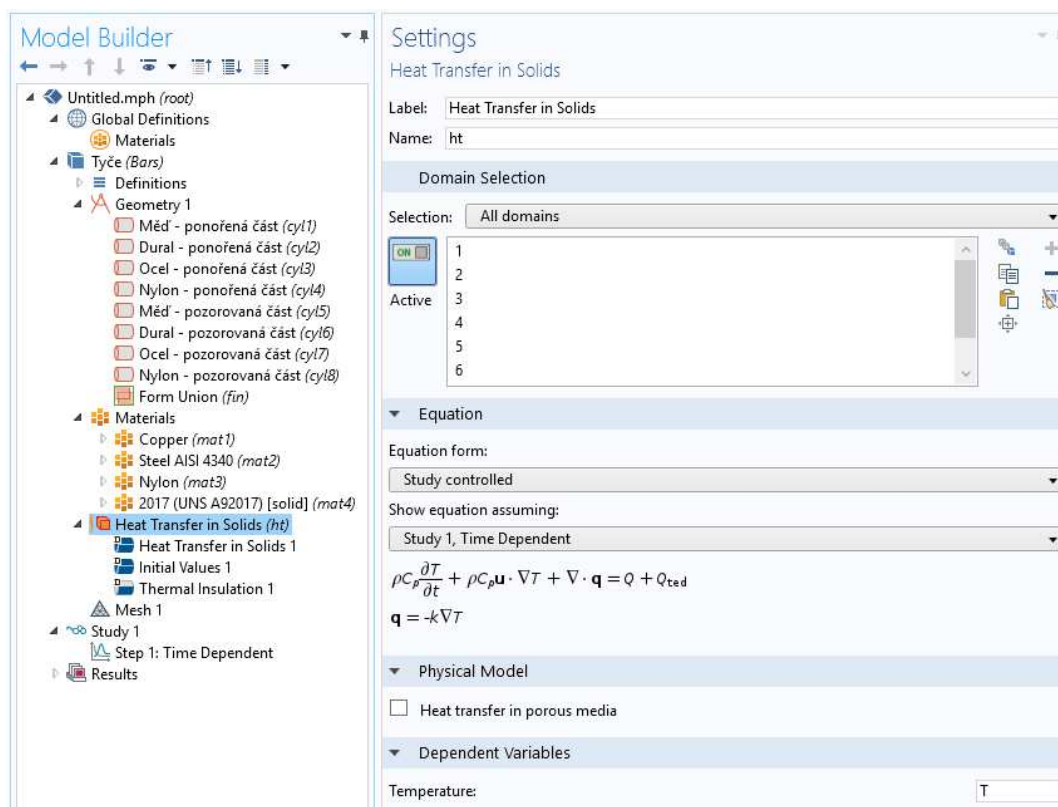 Model Builder
Untitled.mph (root)
Global Definitions
Materials
Tyče (Bars)
Definitions
Geometry 1
Měď - ponořená část (cyl1)
Dural - ponořená část (cyl2)
Ocel - ponořená část (cyl3)
Nylon - ponořená část (cyl4)
Měď - pozorovaná část (cyl5)
Dural - pozorovaná část (cyl6)
Ocel - pozorovaná část (cyl7)
Nylon - pozorovaná část (cyl8)
Form Union (fin)
Materials
Copper (mat1)
Steel AISI 4340 (mat2)
Nylon (mat3)
2017 (UNS A92017) [solid] (mat4)
Heat Transfer in Solids (ht)
Heat Transfer in Solids 1
Initial Values 1
Thermal Insulation 1
Mesh 1
Study 1
Step 1: Time Dependent
Results
Settings
Heat Transfer in Solids
Label: Heat Transfer in Solids
Name: ht
Domain Selection
Selection: All domains
ON
Active
1
2
3
4
5
6
Equation
Equation form:
Study controlled
Show equation assuming:
Study 1, Time Dependent
ρC_p ∂T/∂t + ρC_p u · ∇T + ∇ · q = Q + Q_ted
q = -k∇T
Physical Model
Heat transfer in porous media
Dependent Variables
Temperature: T